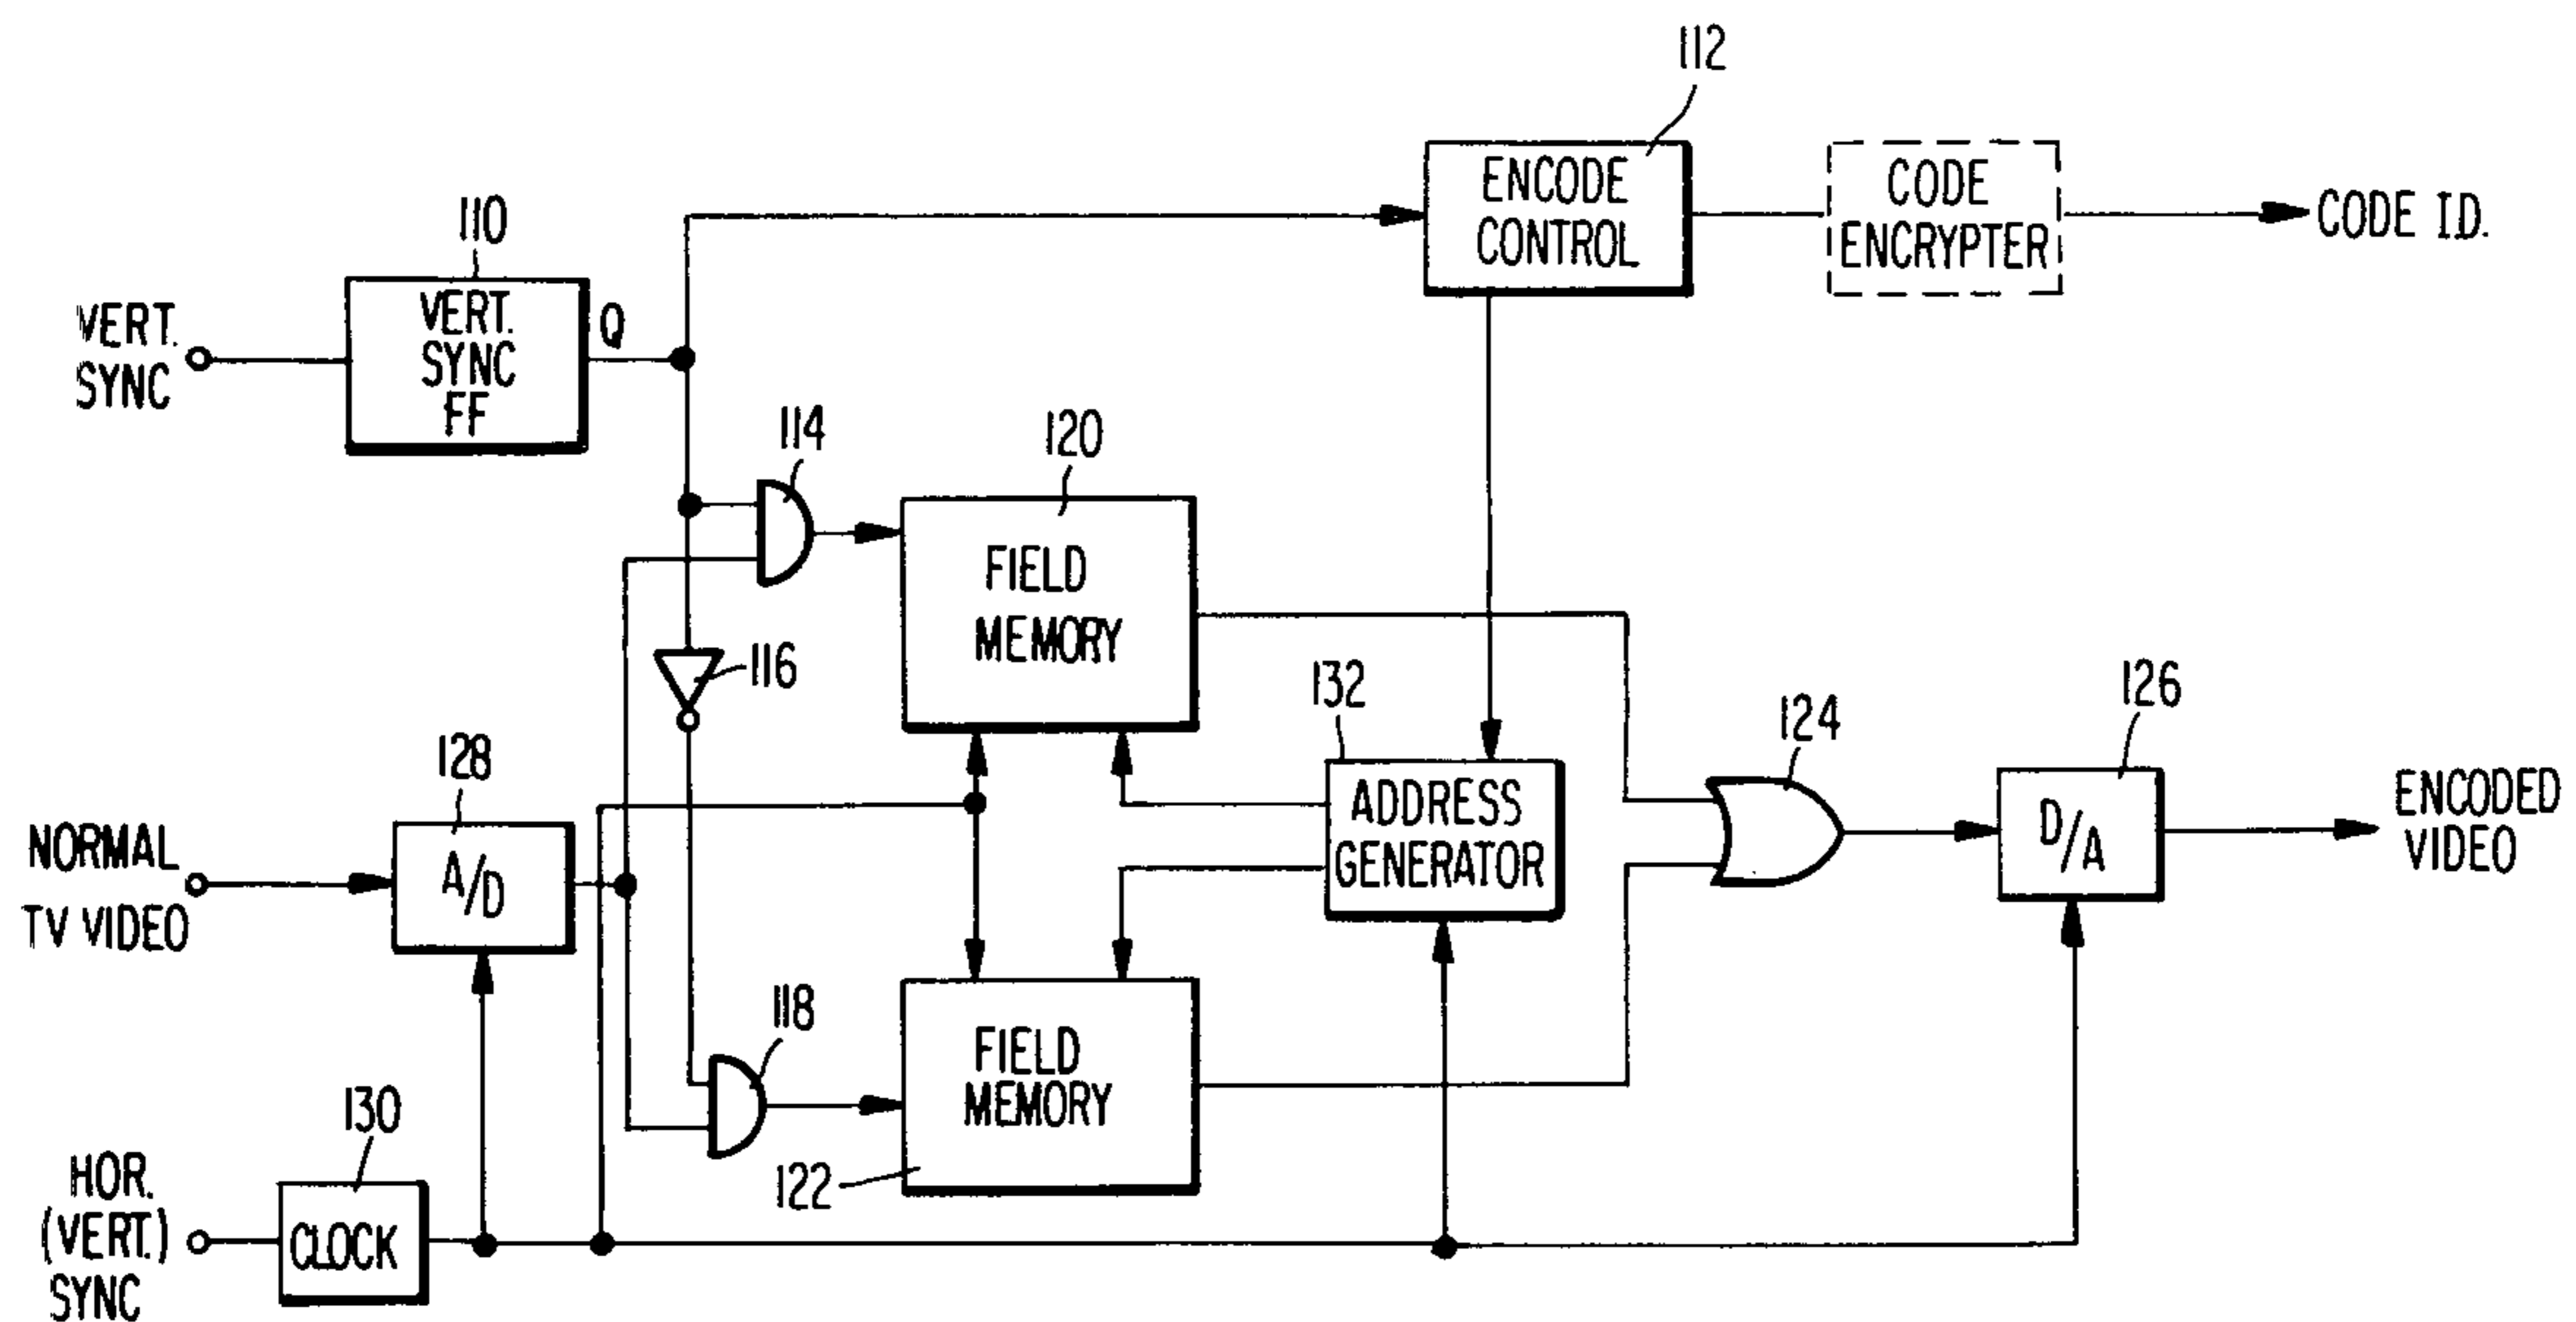 112
ENCODE
CONTROL
CODE
ENCRYPTER
CODE I.D.
110
VERT.
SYNC
VERT.
SYNC
FF
Q
114
120
FIELD
MEMORY
116
132
ADDRESS
GENERATOR
124
126
D/A
ENCODED
VIDEO
128
NORMAL
TV VIDEO
A/D
118
FIELD
MEMORY
122
130
HOR.
(VERT.)
SYNC
CLOCK